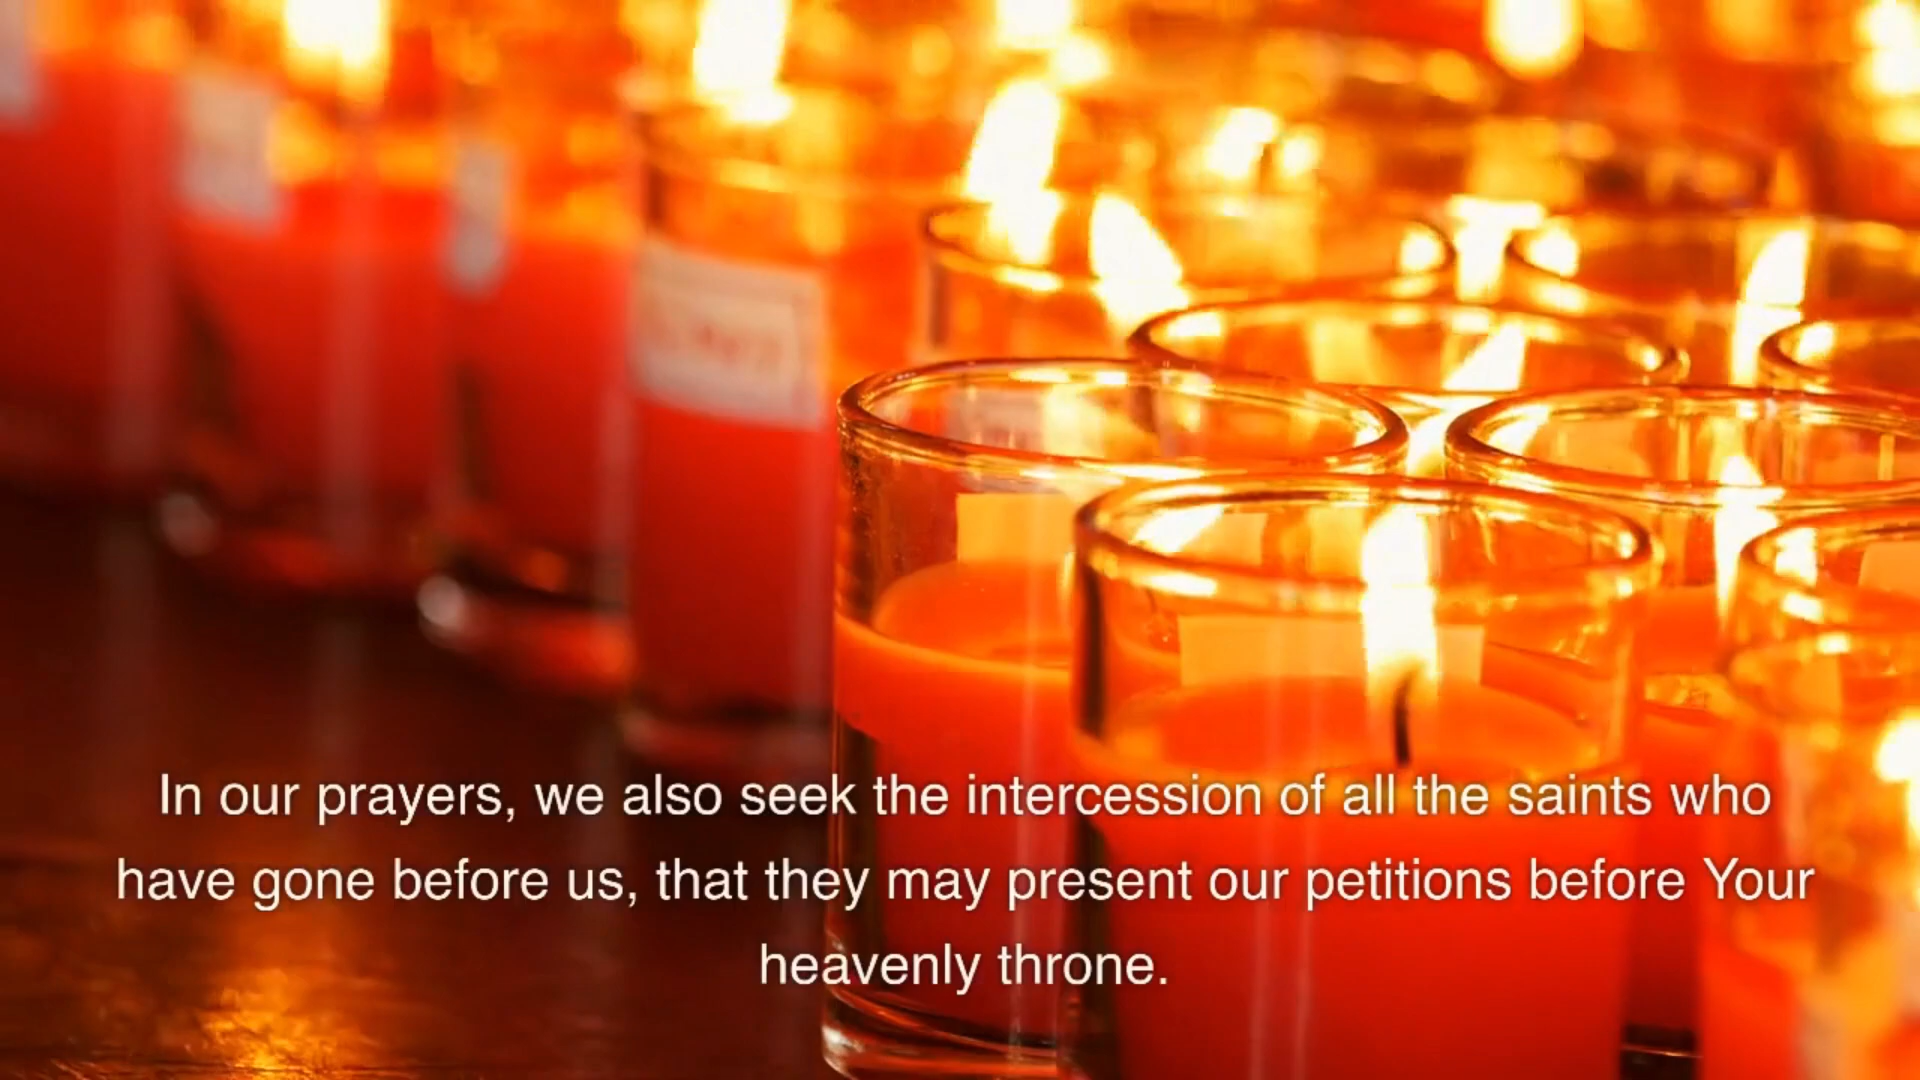 In our prayers, we also seek the intercession of all the saints who
have gone before us, that they may present our petitions before Your
heavenly throne.